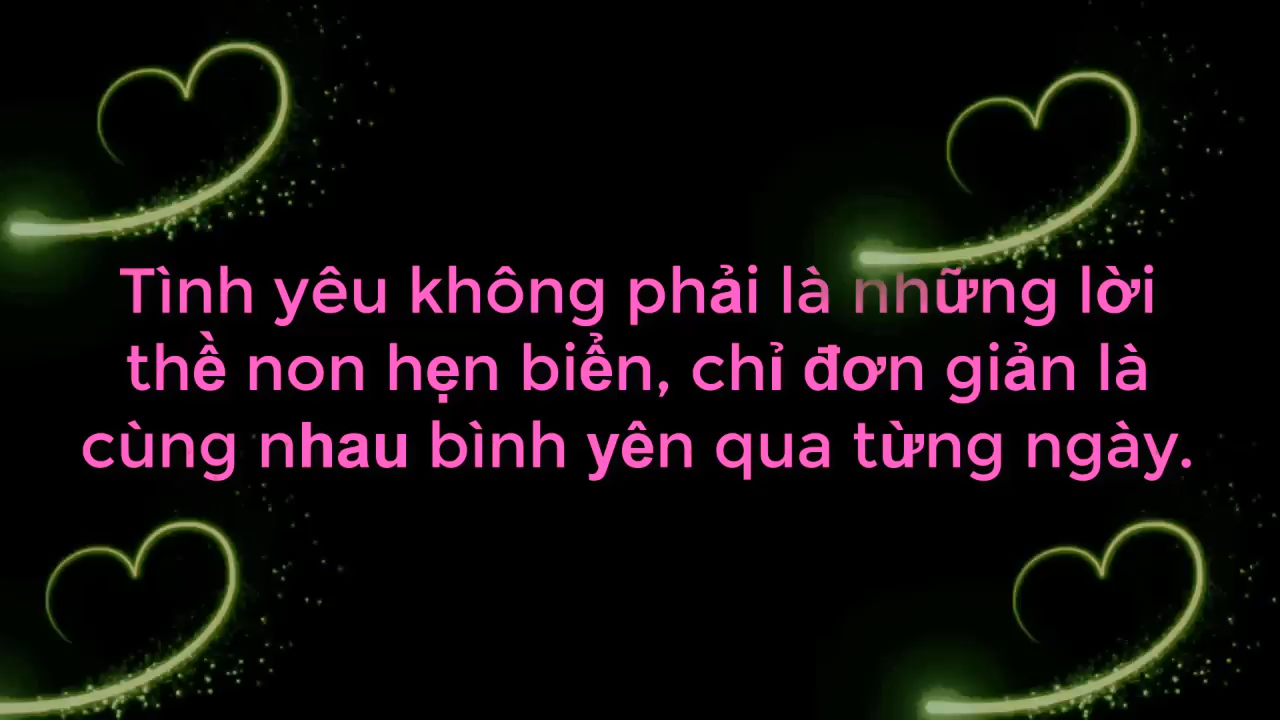 Tình yêu không phải là những lời
thề non hẹn biển, chỉ đơn giản là
cùng nhau bình yên qua từng ngày.